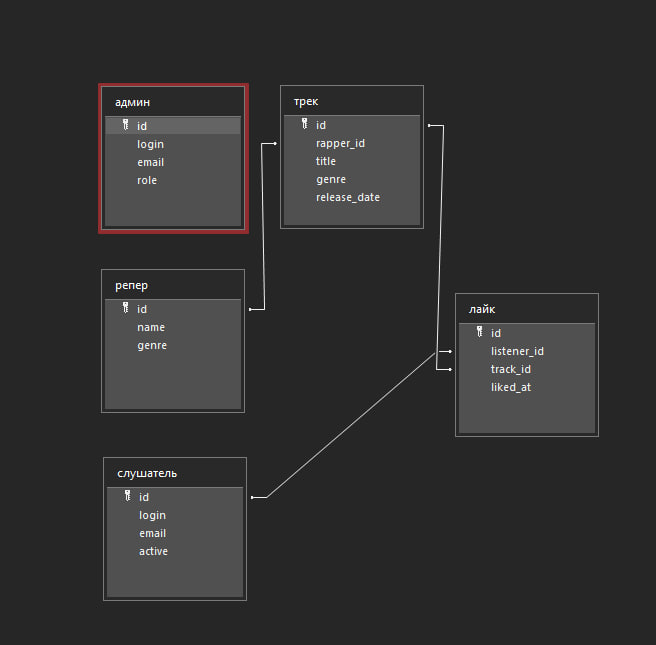 админ
id
login
email
role
трек
id
rapper_id
title
genre
release_date
репер
id
name
genre
лайк
id
listener_id
track_id
liked_at
слушатель
id
login
email
active